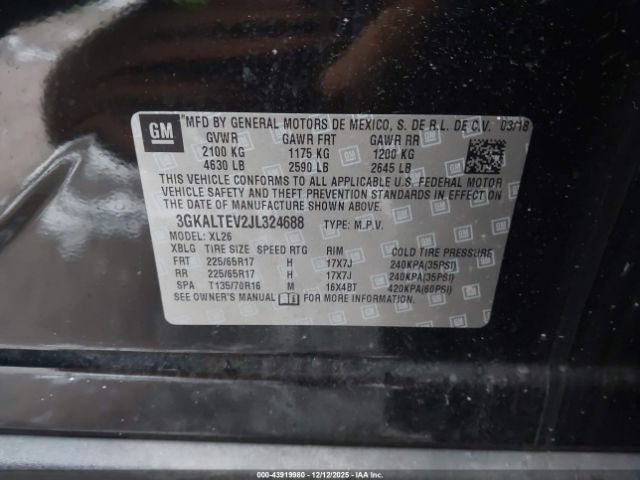 GM
MFD BY GENERAL MOTORS DE MEXICO, S. DE R.L. DE C.V. 03/18
GVWR GAWR FRT GAWR RR
2100 KG 1175 KG 1200 KG
4630 LB 2590 LB 2645 LB
THIS VEHICLE CONFORMS TO ALL APPLICABLE U.S. FEDERAL MOTOR
VEHICLE SAFETY AND THEFT PREVENTION STANDARDS IN EFFECT ON
THE DATE OF MANUFACTURE SHOWN ABOVE.
3GKALTEV2JL324688 TYPE: M.P.V.
MODEL: XL26
XBLG TIRE SIZE SPEED RTG RIM COLD TIRE PRESSURE
FRT 225/65R17 H 17X7J 240KPA(35PSI)
RR 225/65R17 H 17X7J 240KPA(35PSI)
SPA T135/70R16 M 16X4BT 420KPA(60PSI)
SEE OWNER'S MANUAL FOR MORE INFORMATION
000-43919980 - 12/12/2025 - IAAI.COM